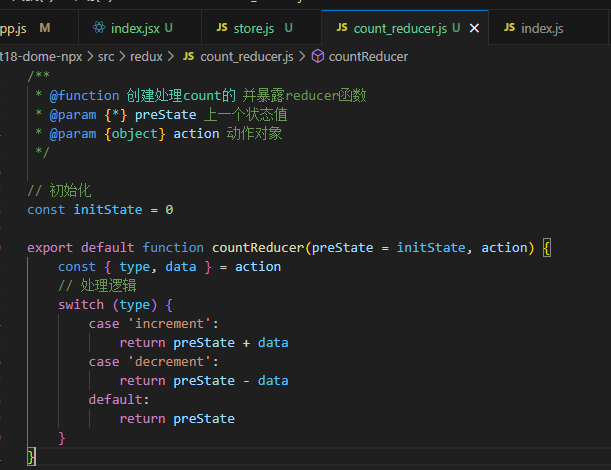 pp.js M index.jsx U store.js U count_reducer.js U index.js
t18-dome-npx > src > redux > count_reducer.js > countReducer
/**
* @function 创建处理count的 并暴露reducer函数
* @param {*} preState 上一个状态值
* @param {object} action 动作对象
*/
// 初始化
const initState = 0
export default function countReducer(preState = initState, action) {
const { type, data } = action
// 处理逻辑
switch (type) {
case 'increment':
return preState + data
case 'decrement':
return preState - data
default:
return preState
}
}